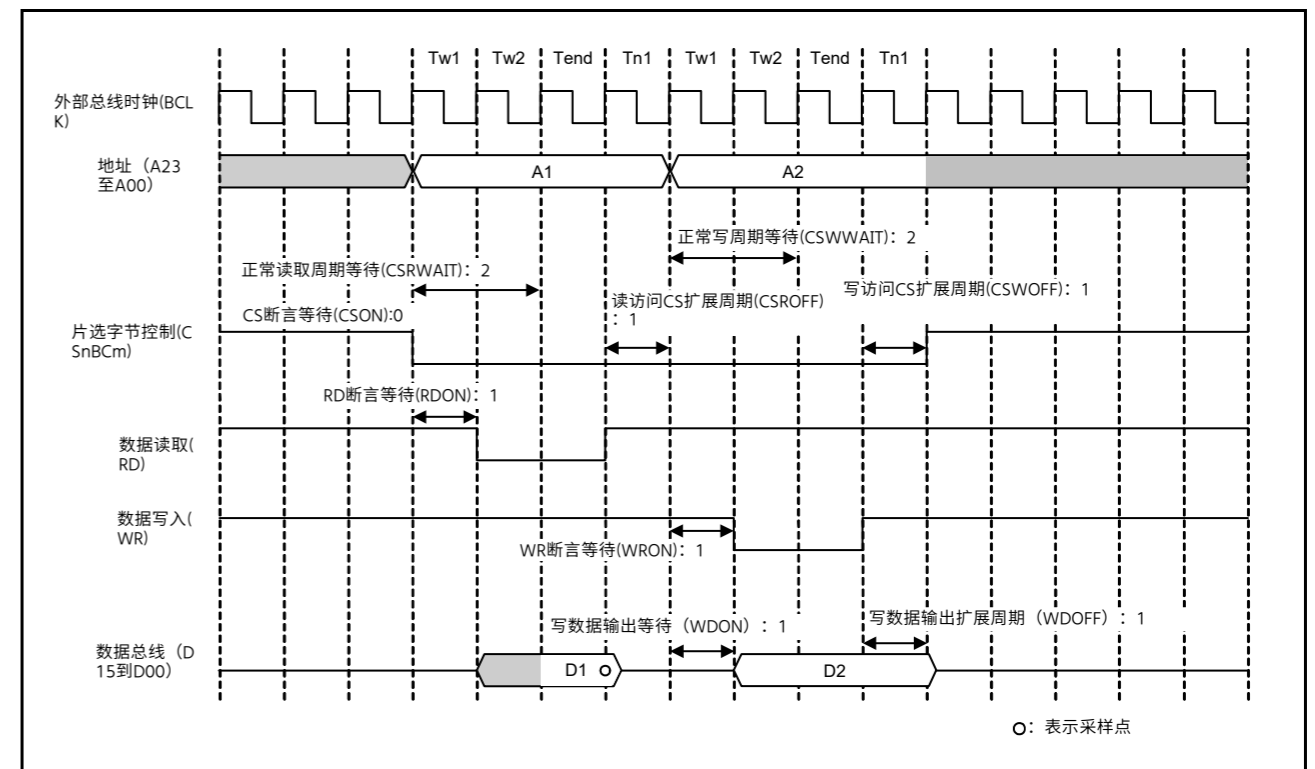 Tw1 Tw2 Tend Tn1 Tw1 Tw2 Tend Tn1
外部总线时钟(BCL
K)
地址（A23
至A00）
A1
A2
正常写周期等待(CSWWAIT)：2
正常读取周期等待(CSRWAIT)：2
读访问CS扩展周期(CSROFF)
：1
写访问CS扩展周期(CSWOFF)：1
CS断言等待(CSON):0
片选字节控制(C
SnBCm)
RD断言等待(RDON)：1
数据读取(
RD)
数据写入(
WR)
WR断言等待(WRON)：1
写数据输出等待（WDON）：1
写数据输出扩展周期（WDOFF）：1
数据总线（D
15到D00）
D1
D2
：表示采样点